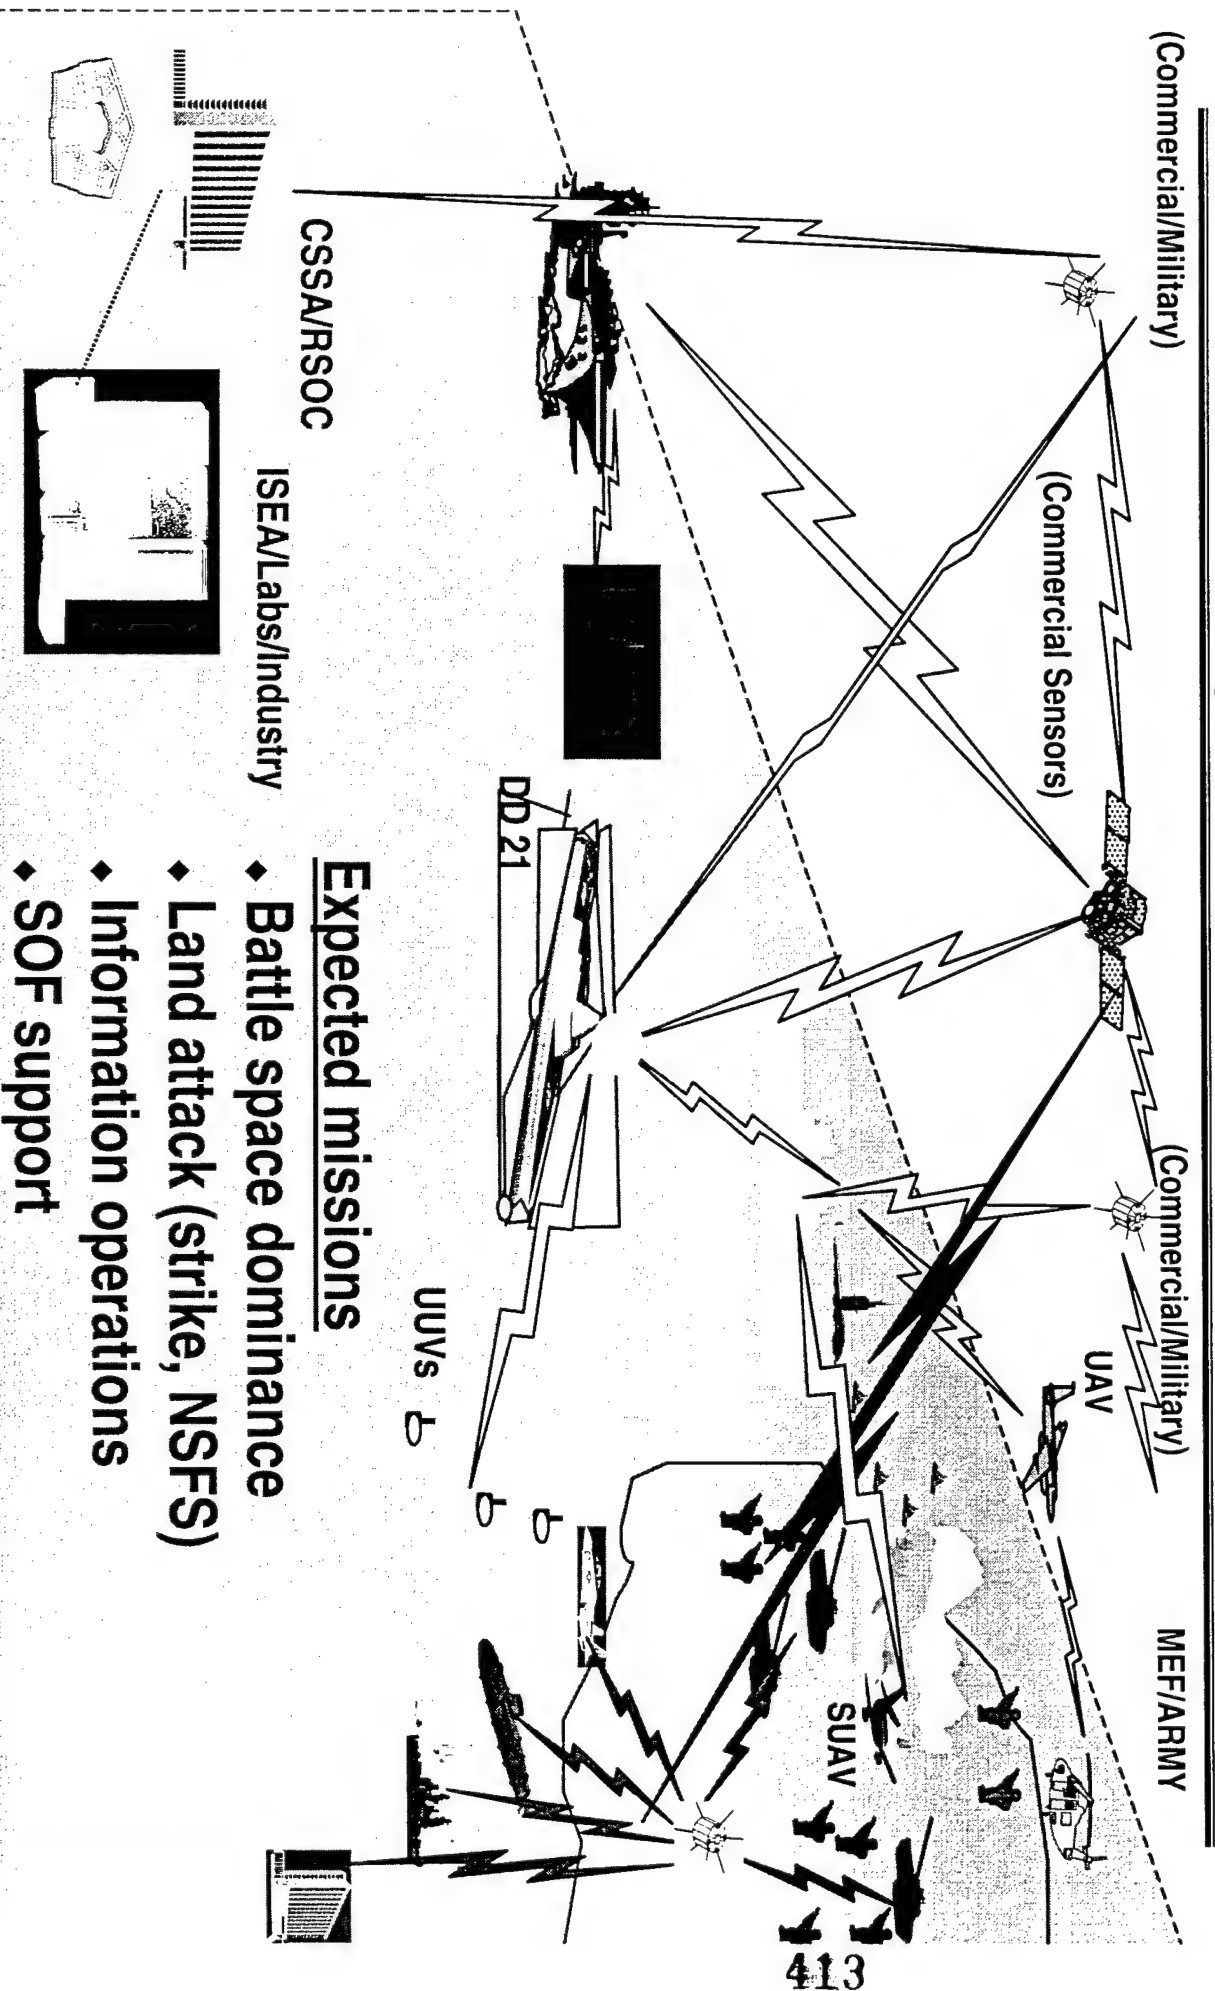 (Commercial/Military)
(Commercial Sensors)
(Commercial/Military)
UAV
MEF/ARMY
SUAV
CSSA/RSOC
ISEA/Labs/Industry
DD 21
UUVs
Expected missions
◆ Battle space dominance
◆ Land attack (strike, NSFS)
◆ Information operations
◆ SOF support
413